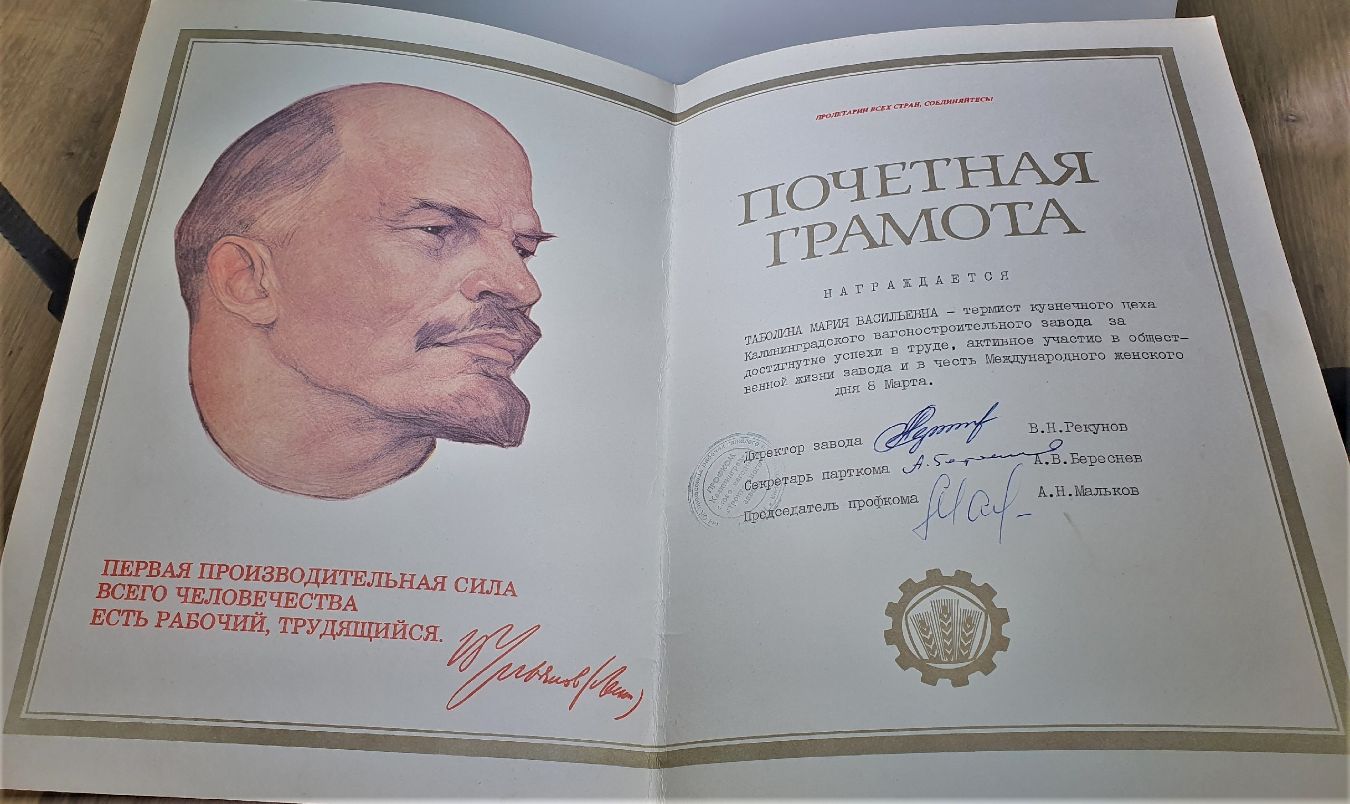 ПЕРВАЯ ПРОИЗВОДИТЕЛЬНАЯ СИЛА
ВСЕГО ЧЕЛОВЕЧЕСТВА
ЕСТЬ РАБОЧИЙ, ТРУДЯЩИЙСЯ.
В. Ульянов (Ленин)
ПРОЛЕТАРИИ ВСЕХ СТРАН, СОЕДИНЯЙТЕСЬ!
ПОЧЕТНАЯ
ГРАМОТА
НАГРАЖДАЕТСЯ
ТАБОЛИНА МАРИЯ ВАСИЛЬЕВНА - термист кузнечного цеха
Калининградского вагоностроительного завода за
достигнутые успехи в труде, активное участие в общест-
венной жизни завода и в честь Международного женского
дня 8 Марта.
Директор завода В.Н.Рекунов
Секретарь парткома А.В.Береснев
Председатель профкома А.Н.Мальков